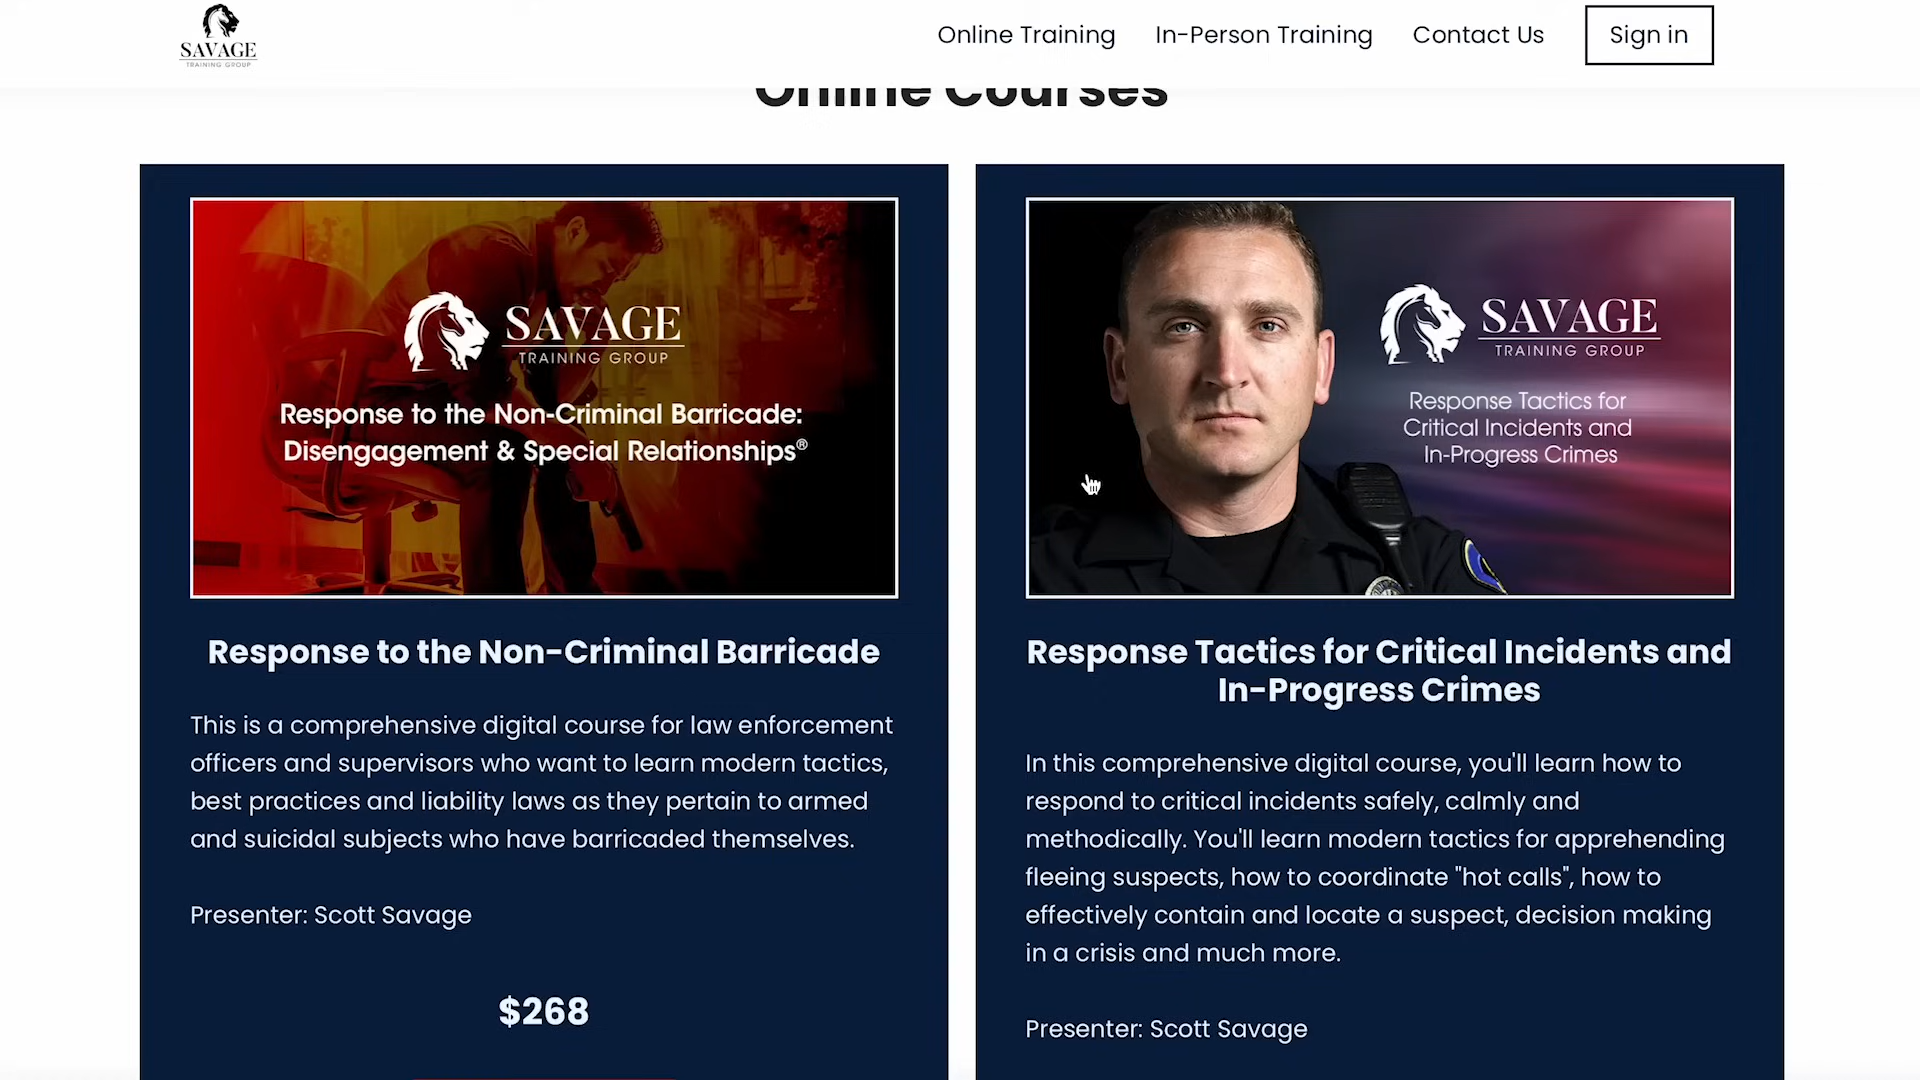 SAVAGE
TRAINING GROUP
Online Training
In-Person Training
Contact Us
Sign in
Online Courses
SAVAGE
TRAINING GROUP
Response to the Non-Criminal Barricade:
Disengagement & Special Relationships®
Response to the Non-Criminal Barricade
This is a comprehensive digital course for law enforcement
officers and supervisors who want to learn modern tactics,
best practices and liability laws as they pertain to armed
and suicidal subjects who have barricaded themselves.
Presenter: Scott Savage
$268
SAVAGE
TRAINING GROUP
Response Tactics for
Critical Incidents and
In-Progress Crimes
Response Tactics for Critical Incidents and
In-Progress Crimes
In this comprehensive digital course, you'll learn how to
respond to critical incidents safely, calmly and
methodically. You'll learn modern tactics for apprehending
fleeing suspects, how to coordinate "hot calls", how to
effectively contain and locate a suspect, decision making
in a crisis and much more.
Presenter: Scott Savage